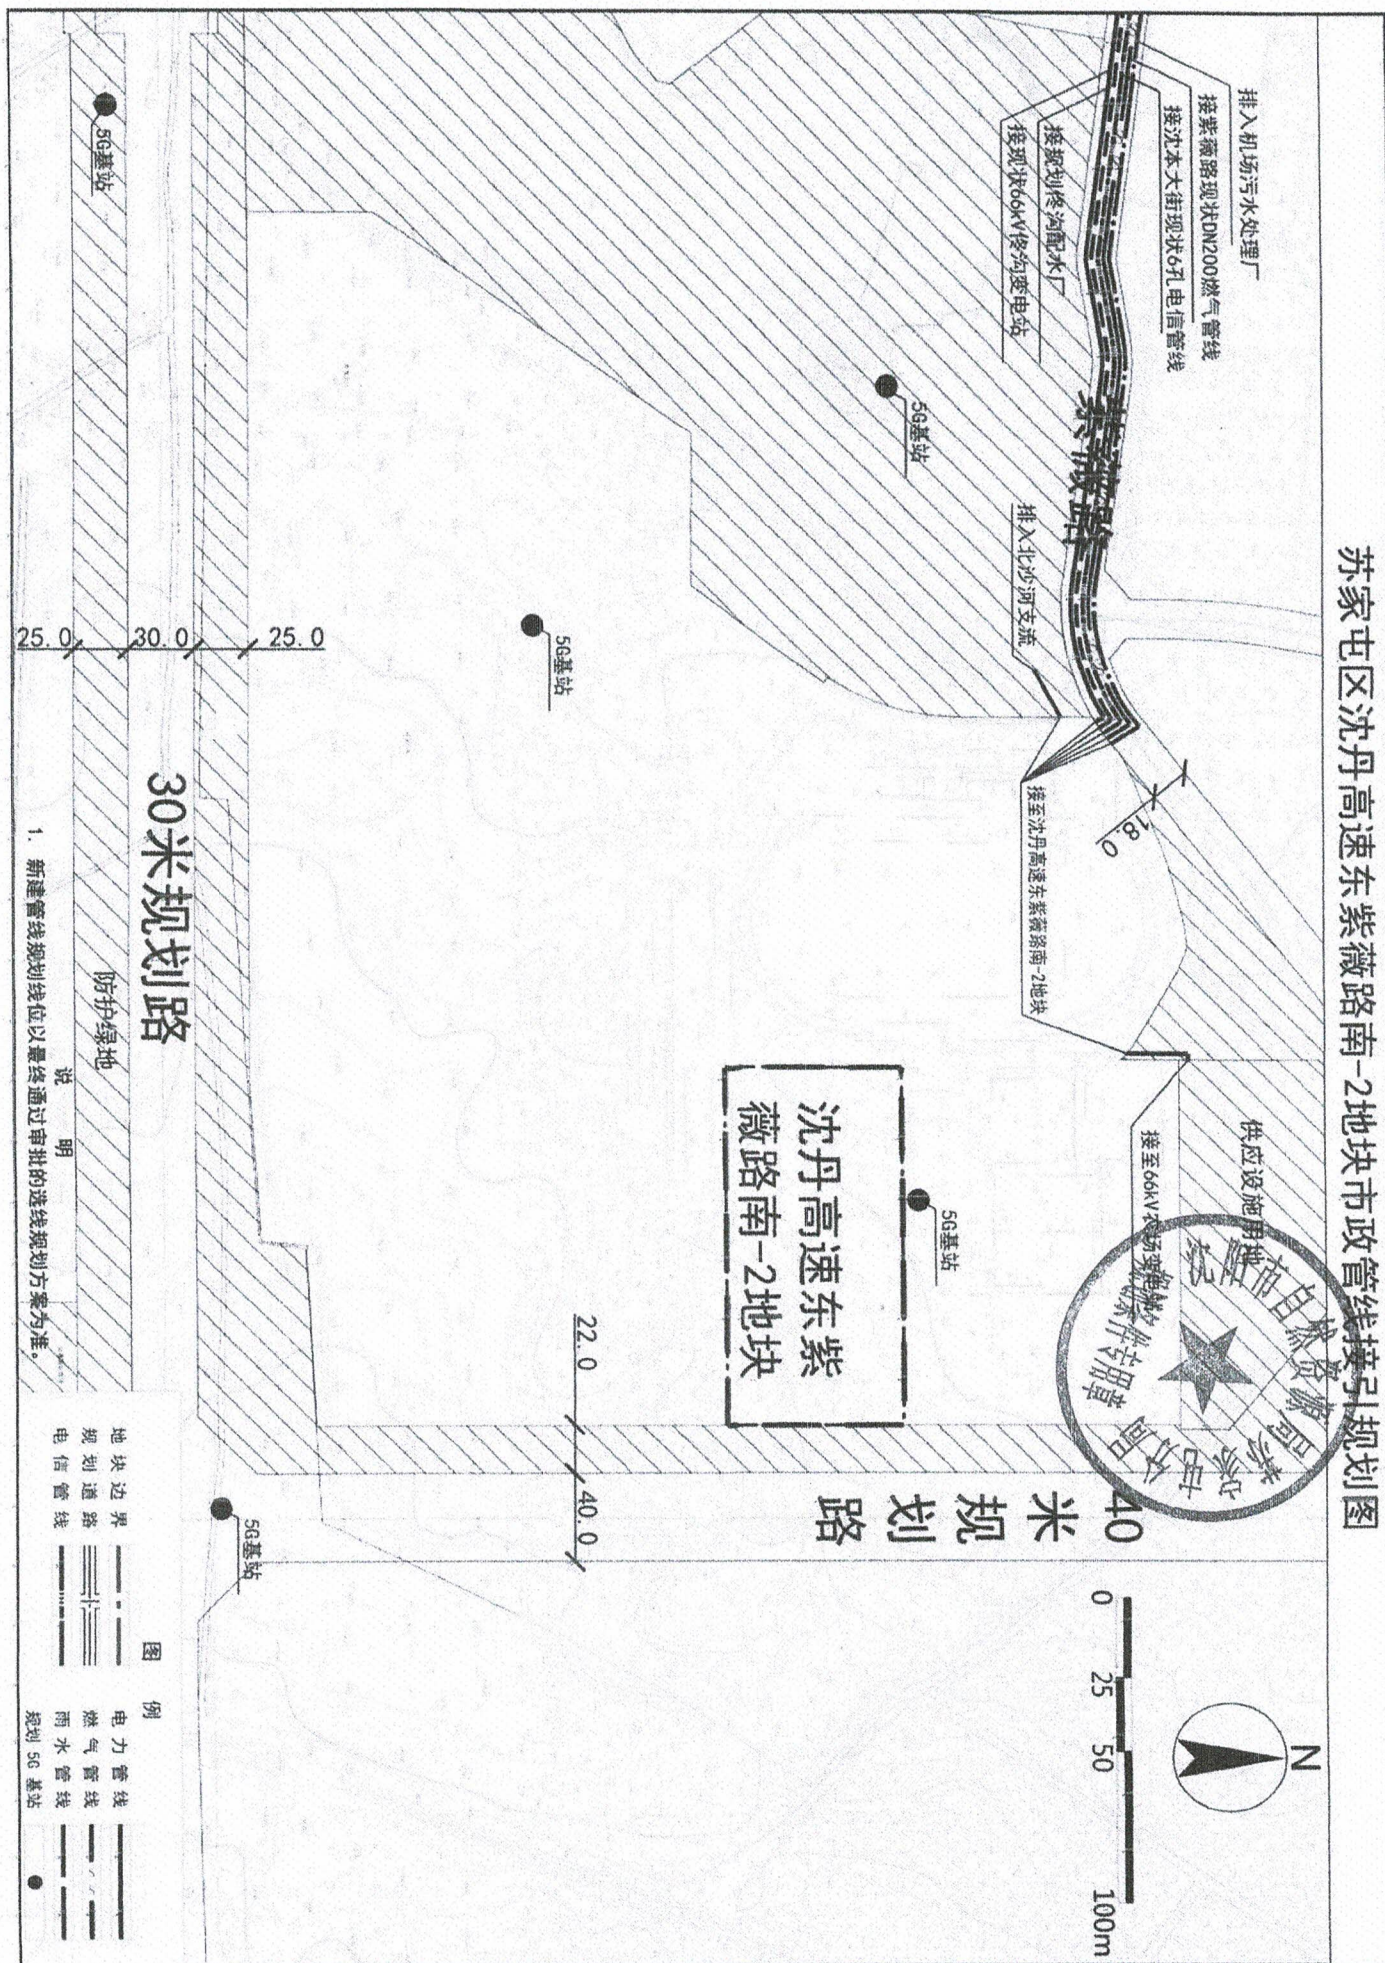 苏家屯区沈丹高速东紫薇路南-2地块市政管线接引规划图
排入机场污水处理厂
接紫薇路现状DN200燃气管线
接沈本大街现状6孔电信管线
接规划佟沟配水厂
接现状66kV佟沟变电站
紫薇路
排入北沙河支流
18.0
接至沈丹高速东紫薇路南-2地块
供应设施用地
接至66kV农场变电站
N
0
25
50
100m
5G基站
5G基站
5G基站
5G基站
5G基站
沈丹高速东紫
薇路南-2地块
22.0
40.0
40米规划路
25.0
30.0
25.0
30米规划路
防护绿地
说 明
1. 新建管线规划线位以最终通过审批的选线规划方案为准。
图 例
地块边界
规划道路
电信管线
电力管线
燃气管线
雨水管线
规划 5G 基站